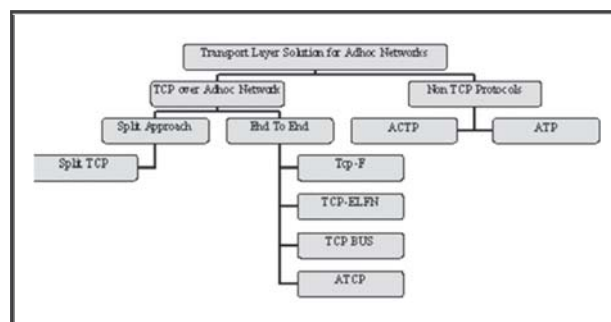 Transport Layer Solution for Adhoc Networks
TCP over Adhoc Network
Non TCP Protocols
Split Approach
End To End
ACTP
ATP
Split TCP
Tcp-F
TCP-ELFN
TCP BUS
ATCP